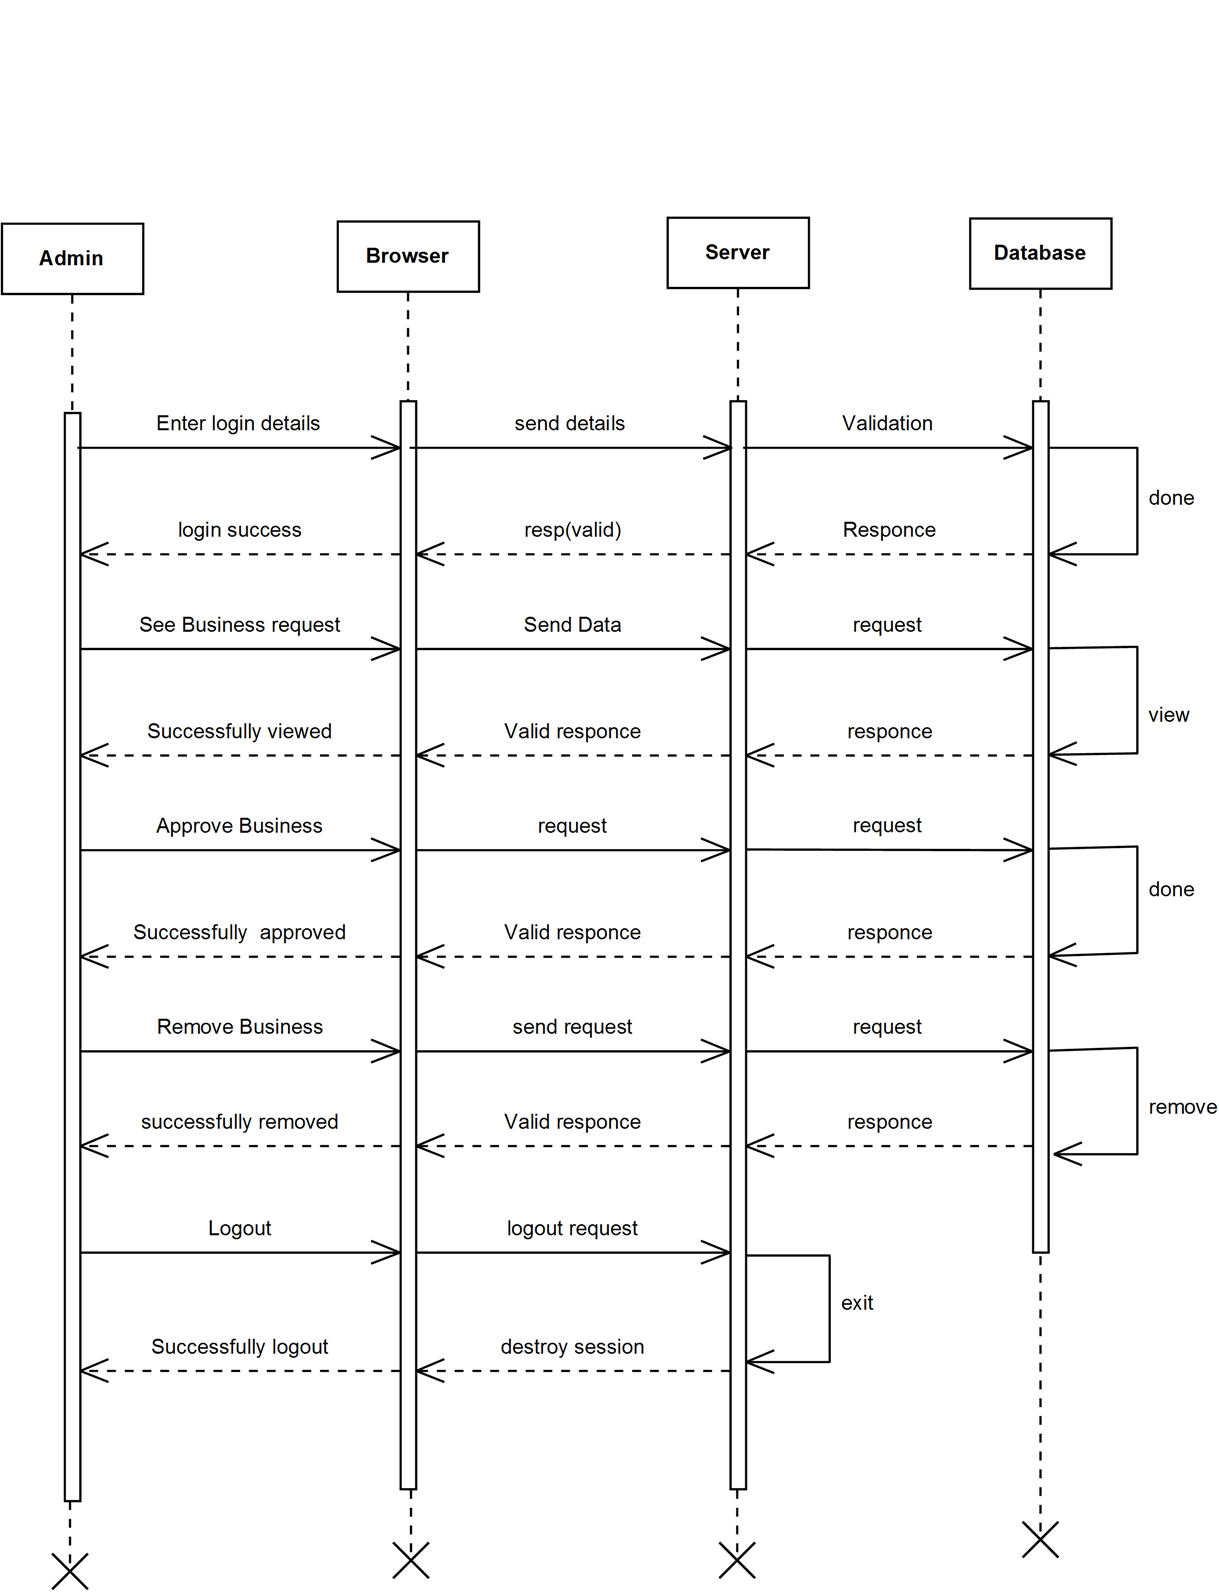 Admin
Browser
Server
Database
Enter login details
send details
Validation
done
login success
resp(valid)
Responce
See Business request
Send Data
request
view
Successfully viewed
Valid responce
responce
Approve Business
request
request
done
Successfully  approved
Valid responce
responce
Remove Business
send request
request
remove
successfully removed
Valid responce
responce
Logout
logout request
exit
Successfully logout
destroy session